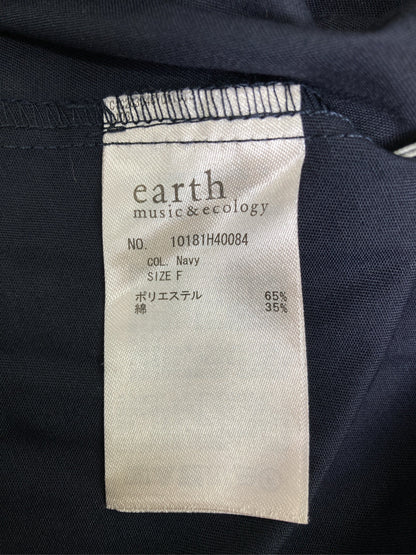 earth
music & ecology
NO. 10181H40084
COL. Navy
SIZE F
ポリエステル 65%
綿 35%